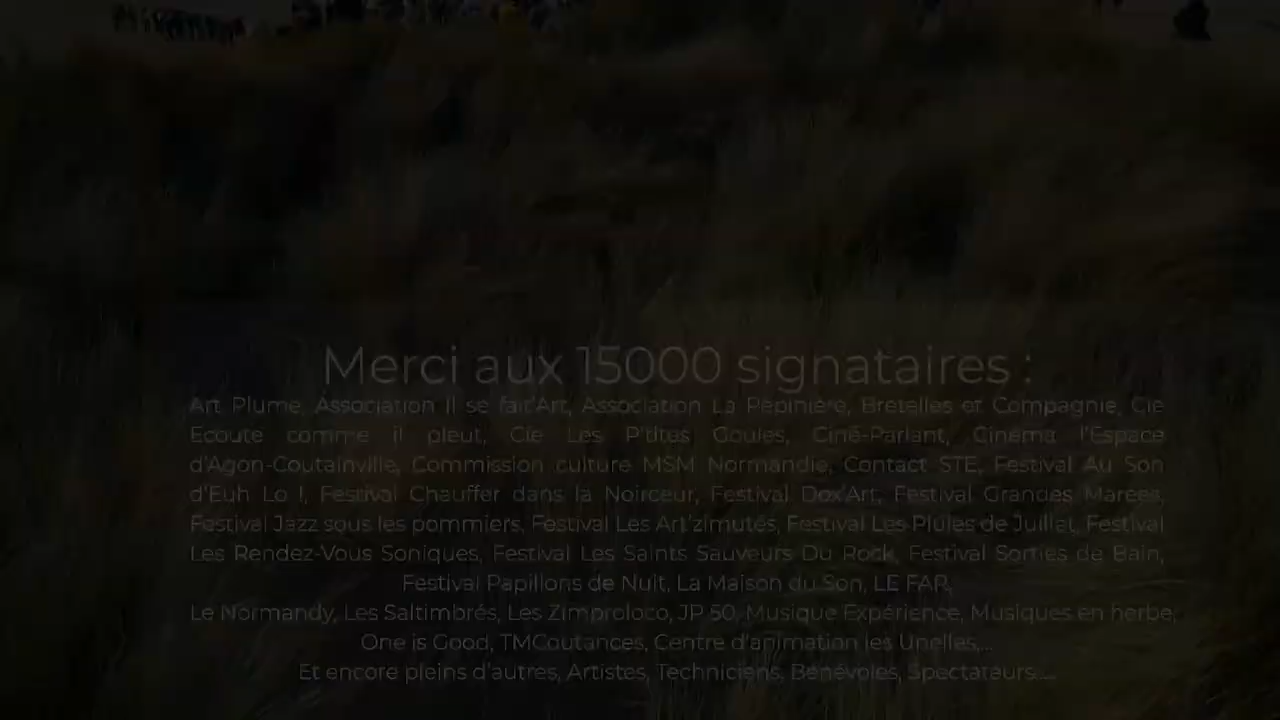 Merci aux 15000 signataires :
Art Plume, Association Il se fait'Art, Association La Pépinière, Bretelles et Compagnie, Cie
Ecoute comme il pleut, Cie Les P'tites Goules, Ciné-Parlant, Cinéma l'Espace
d'Agon-Coutainville, Commission culture MSM Normandie, Contact STE, Festival Au Son
d'Euh Lo !, Festival Chauffer dans la Noirceur, Festival Dox'Art, Festival Grandes Marées,
Festival Jazz sous les pommiers, Festival Les Art'zimutés, Festival Les Pluies de Juillet, Festival
Les Rendez-Vous Soniques, Festival Les Saints Sauveurs Du Rock, Festival Sorties de Bain,
Festival Papillons de Nuit, La Maison du Son, LE FAR,
Le Normandy, Les Saltimbrés, Les Zimproloco, JP 50, Musique Expérience, Musiques en herbe,
One is Good, TMCoutances, Centre d'animation les Unelles,...
Et encore pleins d'autres, Artistes, Techniciens, Bénévoles, Spectateurs....